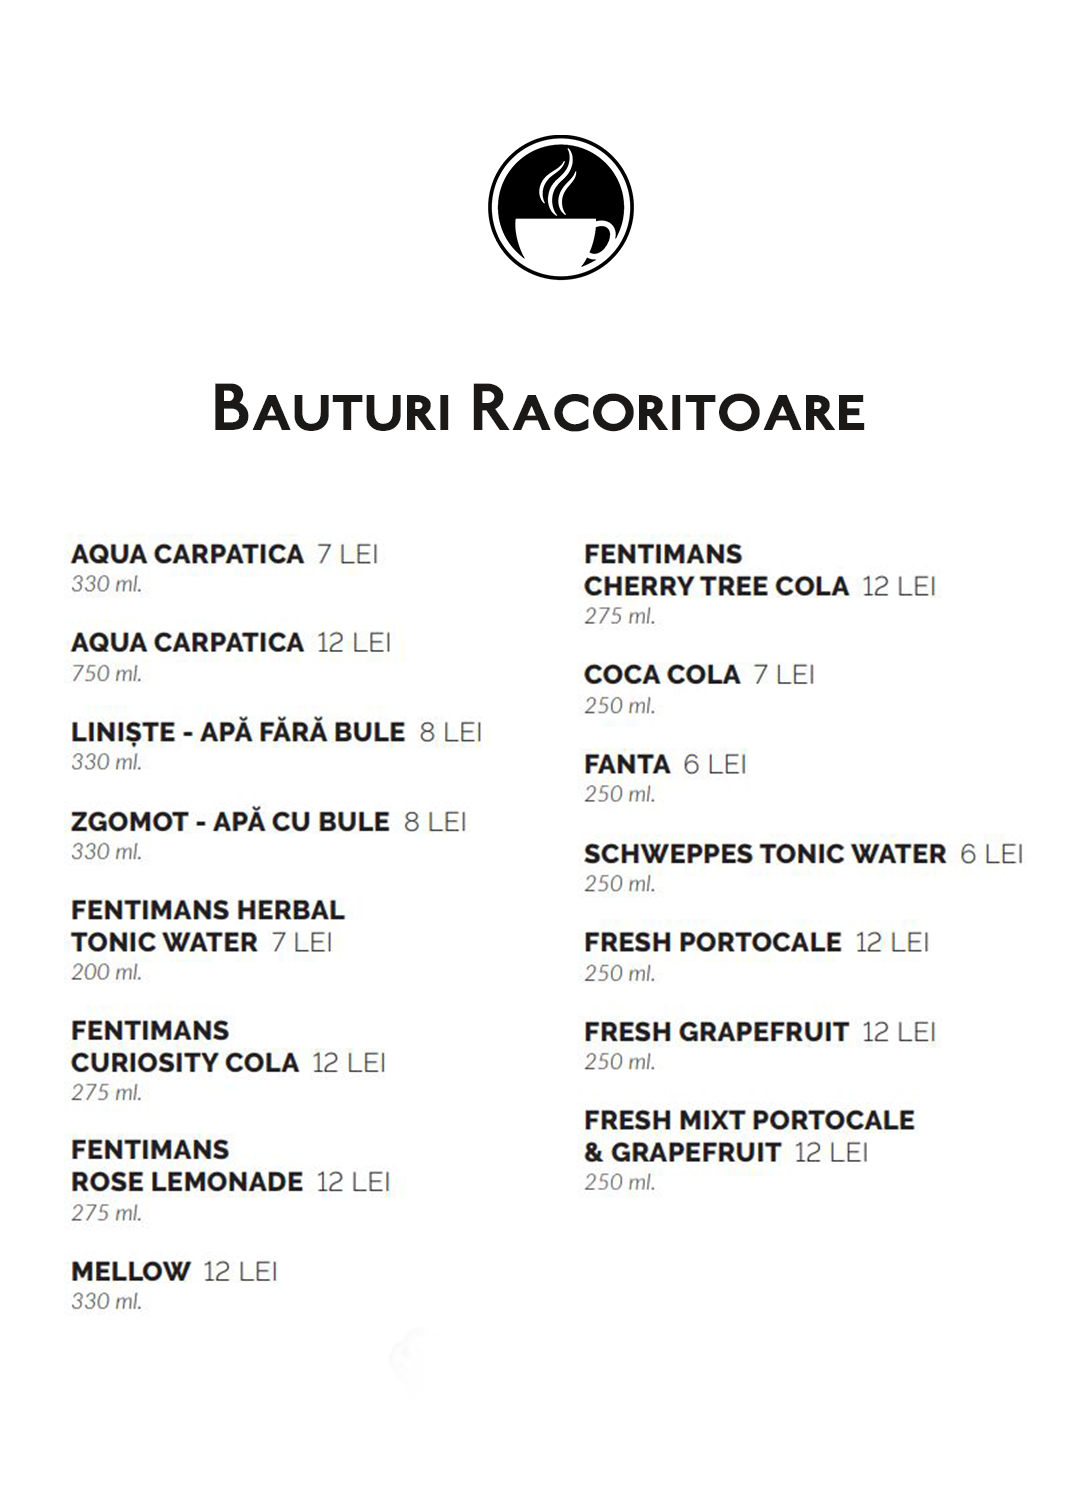 BAUTURI RACORITOARE
AQUA CARPATICA 7 LEI
330 ml.
AQUA CARPATICA 12 LEI
750 ml.
LINIȘTE - APĂ FĂRĂ BULE 8 LEI
330 ml.
ZGOMOT - APĂ CU BULE 8 LEI
330 ml.
FENTIMANS HERBAL
TONIC WATER 7 LEI
200 ml.
FENTIMANS
CURIOSITY COLA 12 LEI
275 ml.
FENTIMANS
ROSE LEMONADE 12 LEI
275 ml.
MELLOW 12 LEI
330 ml.
FENTIMANS
CHERRY TREE COLA 12 LEI
275 ml.
COCA COLA 7 LEI
250 ml.
FANTA 6 LEI
250 ml.
SCHWEPPES TONIC WATER 6 LEI
250 ml.
FRESH PORTOCALE 12 LEI
250 ml.
FRESH GRAPEFRUIT 12 LEI
250 ml.
FRESH MIXT PORTOCALE
& GRAPEFRUIT 12 LEI
250 ml.